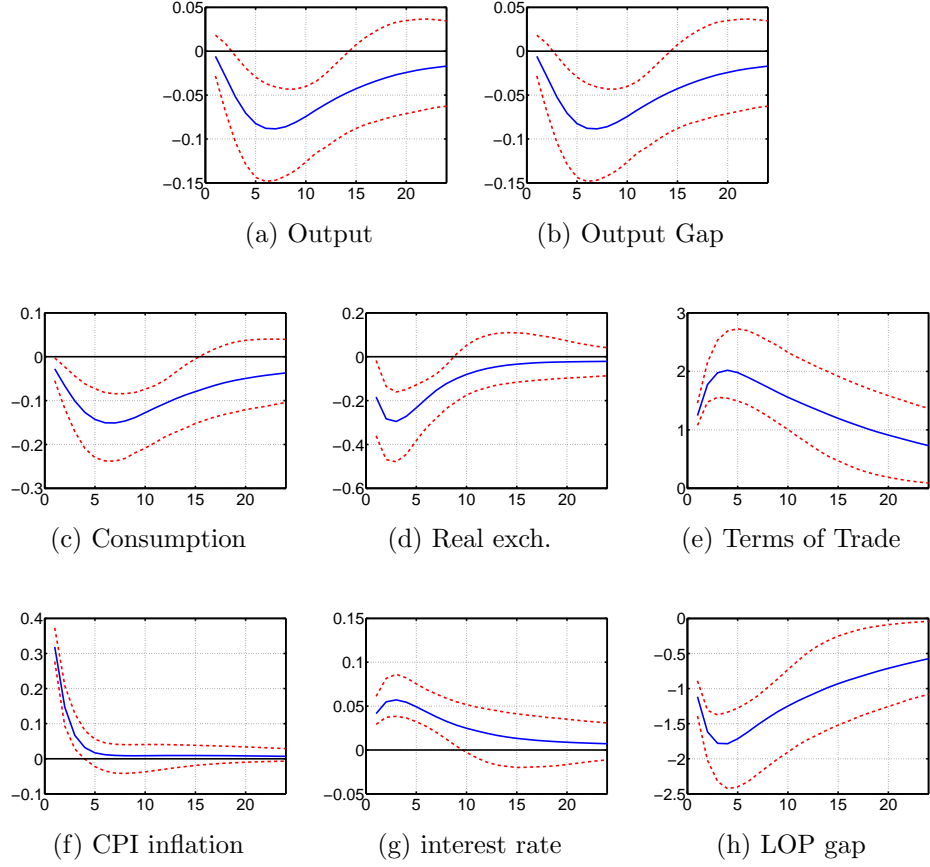 0.05 0.05
0 0
−0.05 −0.05
−0.1 −0.1
−0.15 −0.15
0 5 10 15 20 0 5 10 15 20
(a) Output (b) Output Gap
0.1 0.2 3
0 0 2
−0.1 −0.2 1
−0.2 −0.4
−0.3 −0.6 0
0 5 10 15 20 0 5 10 15 20 0 5 10 15 20
(c) Consumption (d) Real exch. (e) Terms of Trade
0.4 0.15 0
0.3 0.1 −0.5
0.2 0.05 −1
0.1 0 −1.5
0 −2
−0.1 −0.05 −2.5
0 5 10 15 20 0 5 10 15 20 0 5 10 15 20
(f) CPI inflation (g) interest rate (h) LOP gap